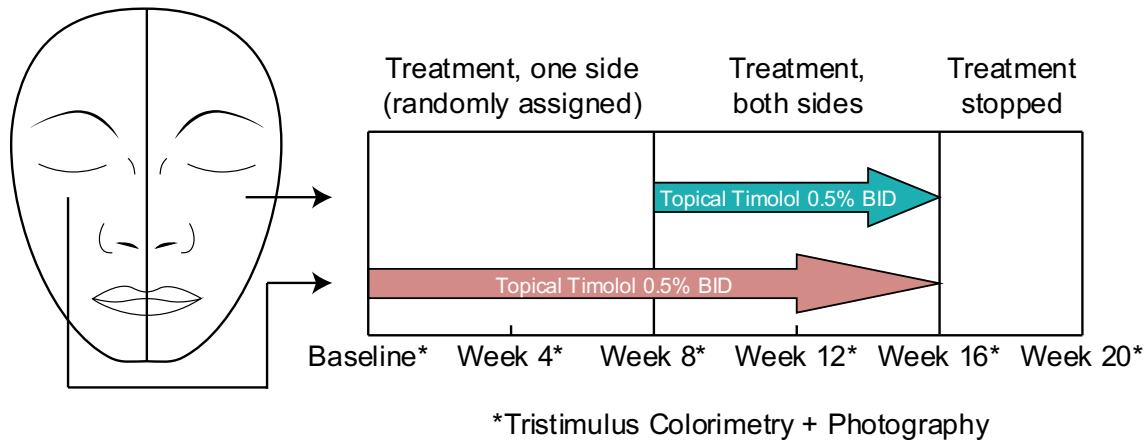 Treatment, one side
(randomly assigned)
Treatment,
both sides
Treatment
stopped
Topical Timolol 0.5% BID
Topical Timolol 0.5% BID
Baseline* Week 4* Week 8* Week 12* Week 16* Week 20*
*Tristimulus Colorimetry + Photography